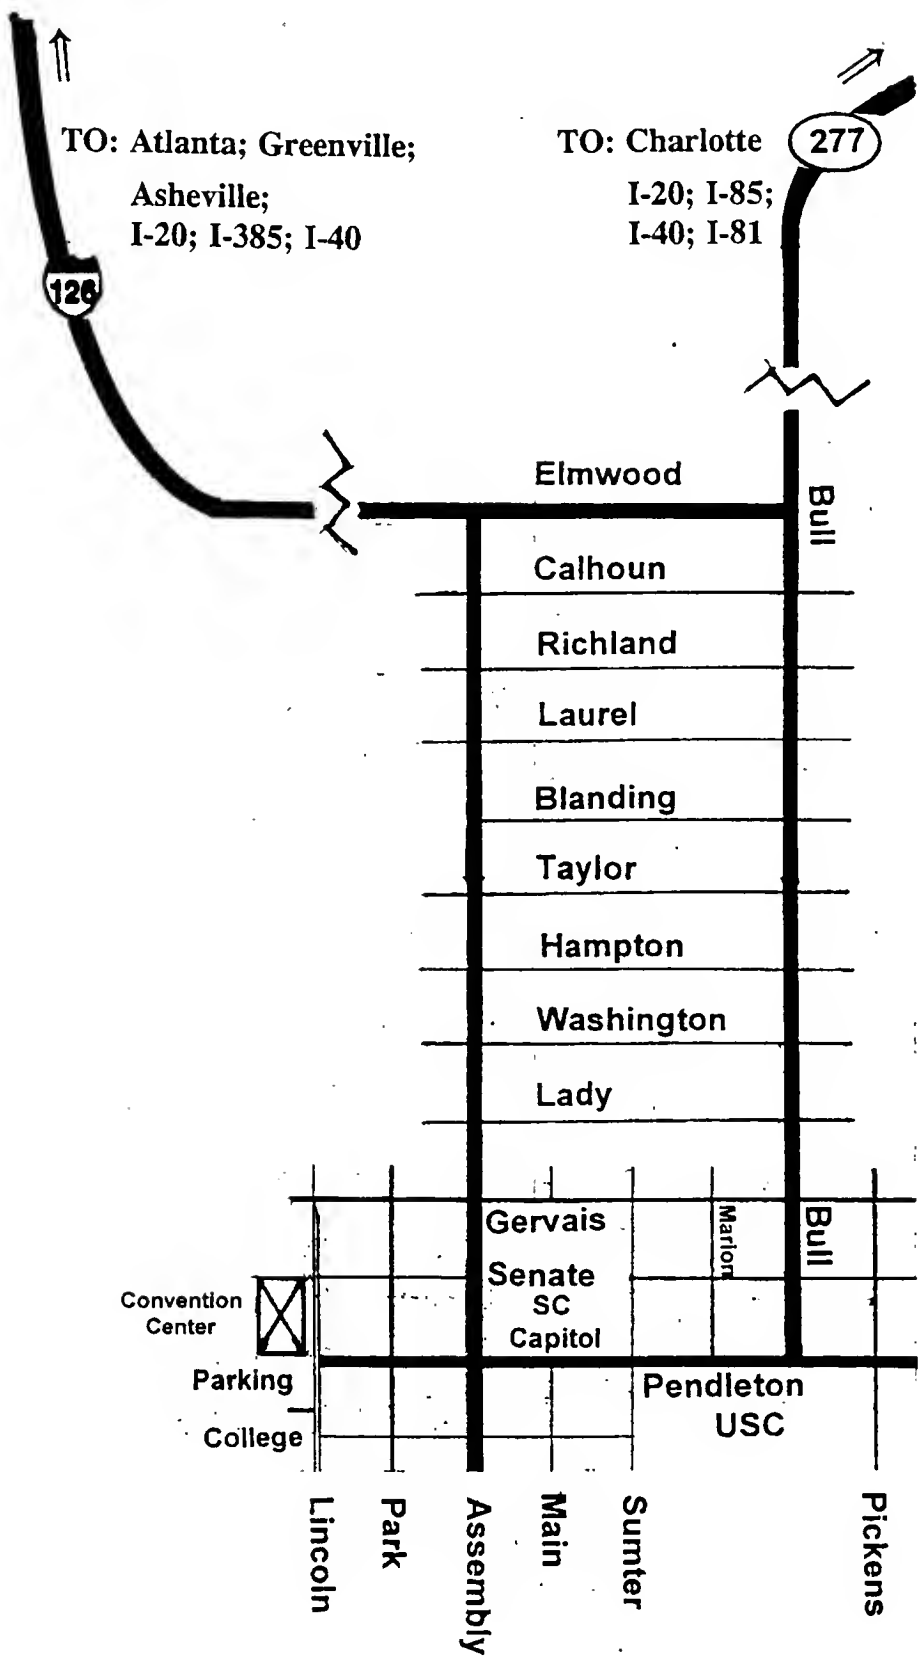 TO: Atlanta; Greenville;
Asheville;
I-20; I-385; I-40
TO: Charlotte
I-20; I-85;
I-40; I-81
277
126
Elmwood
Bull
Calhoun
Richland
Laurel
Blanding
Taylor
Hampton
Washington
Lady
Gervais
Marion
Bull
Senate
SC
Capitol
Convention
Center
Parking
Pendleton
USC
College
Lincoln
Park
Assembly
Main
Sumter
Pickens